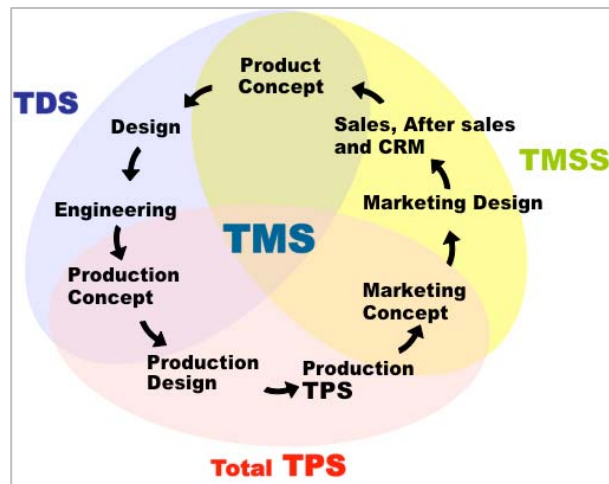 Product
Concept
TDS
Design
Sales, After sales
and CRM
TMSS
Engineering
Marketing Design
TMS
Production
Concept
Marketing
Concept
Production
Design
Production
TPS
Total TPS